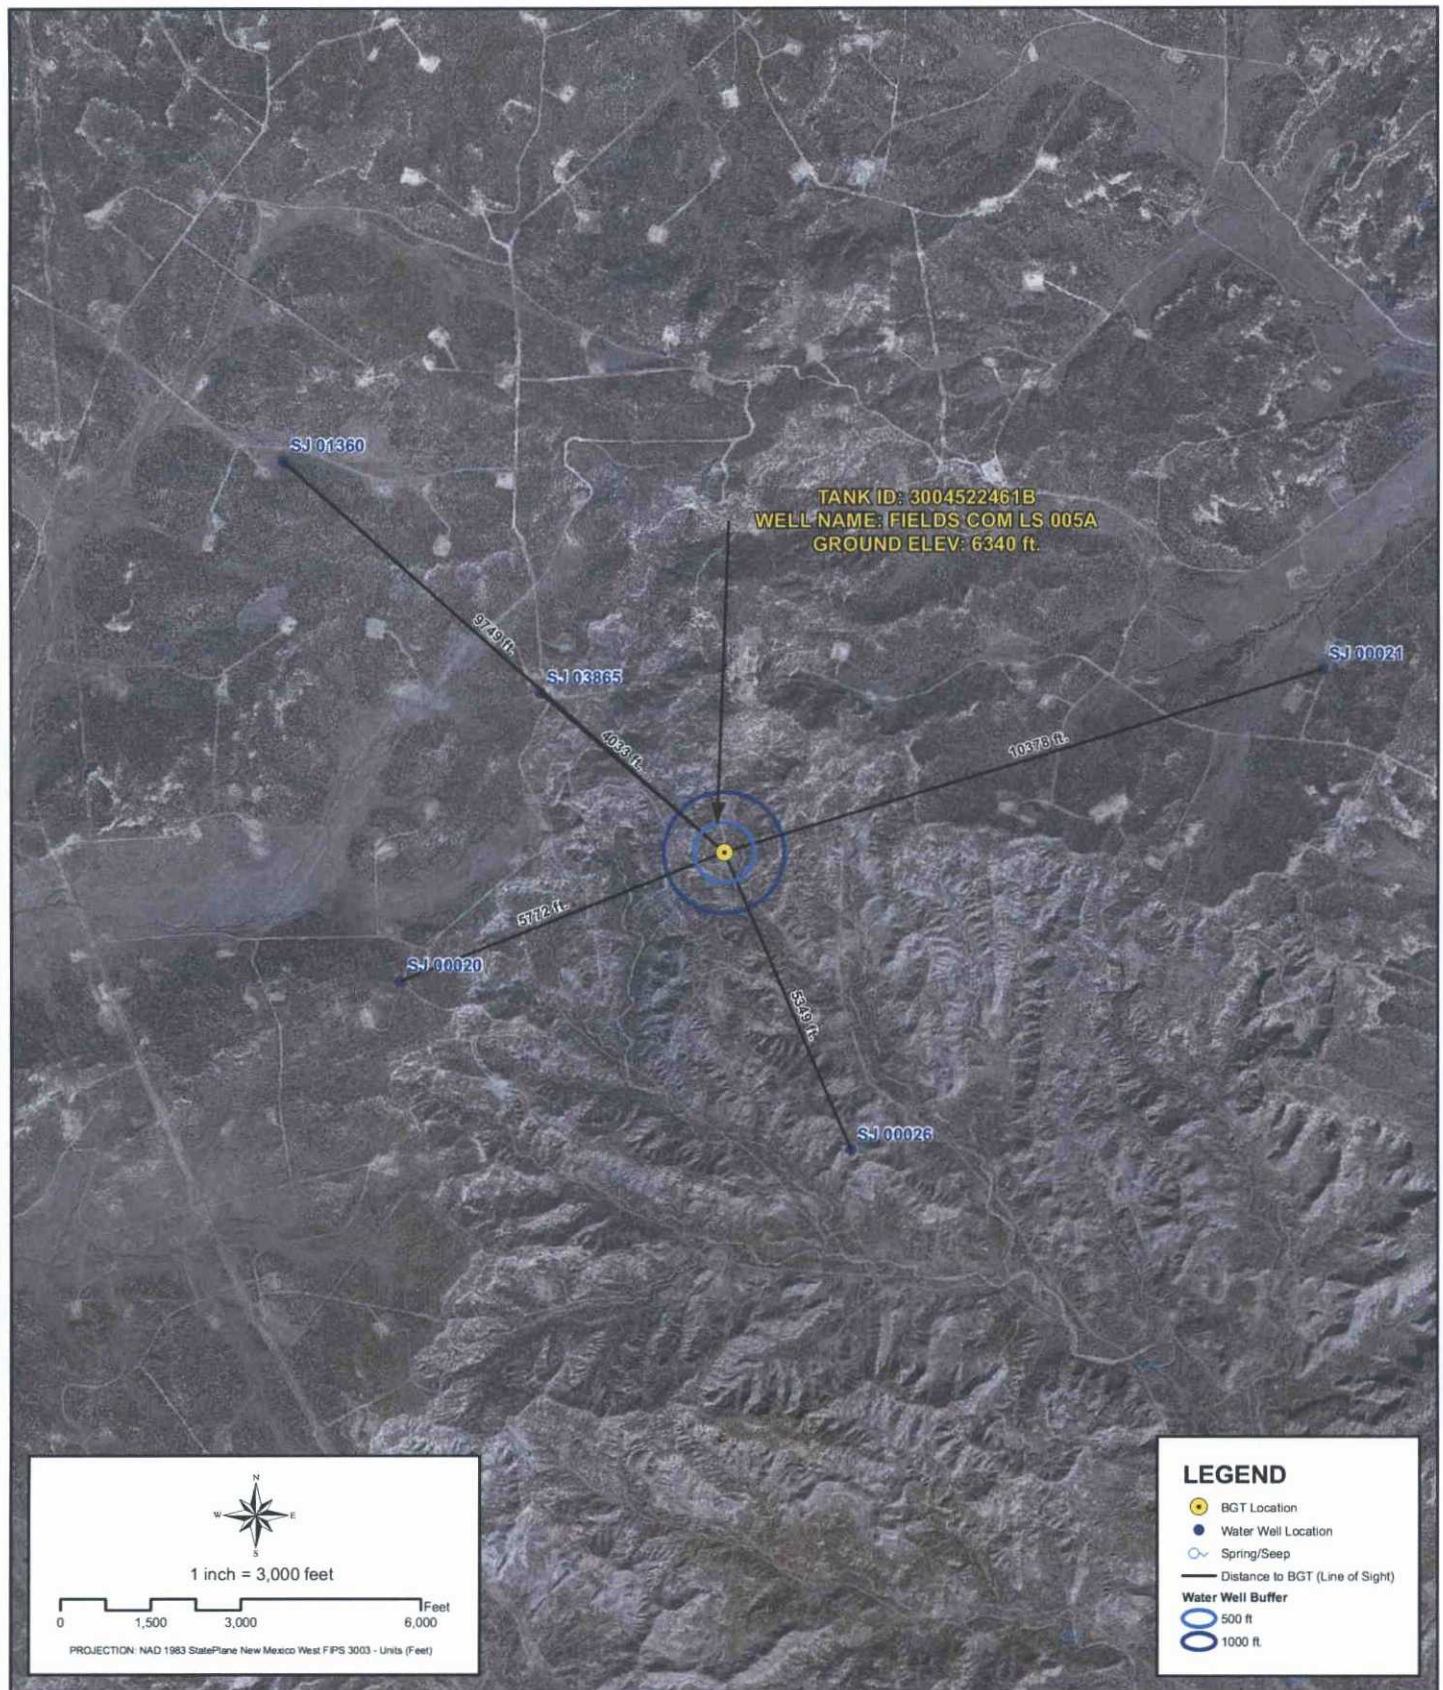 SJ 01360
TANK ID: 3004522461B
WELL NAME: FIELDS COM LS 005A
GROUND ELEV: 6340 ft.
9749 ft.
SJ 03865
SJ 00021
4033 ft.
10378 ft.
5772 ft.
SJ 00020
5349 ft.
SJ 00026
N
W
E
S
1 inch = 3,000 feet
Feet
0 1,500 3,000 6,000
PROJECTION: NAD 1983 StatePlane New Mexico West FIPS 3003 - Units (Feet)
LEGEND
BGT Location
Water Well Location
Spring/Seep
Distance to BGT (Line of Sight)
Water Well Buffer
500 ft
1000 ft.